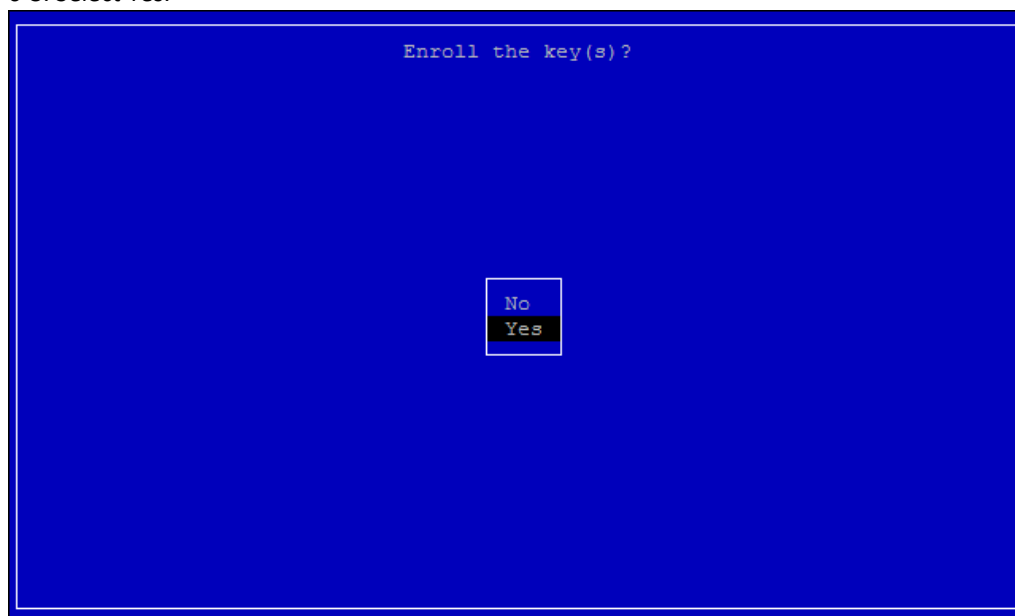 Enroll the key(s)?
No
Yes